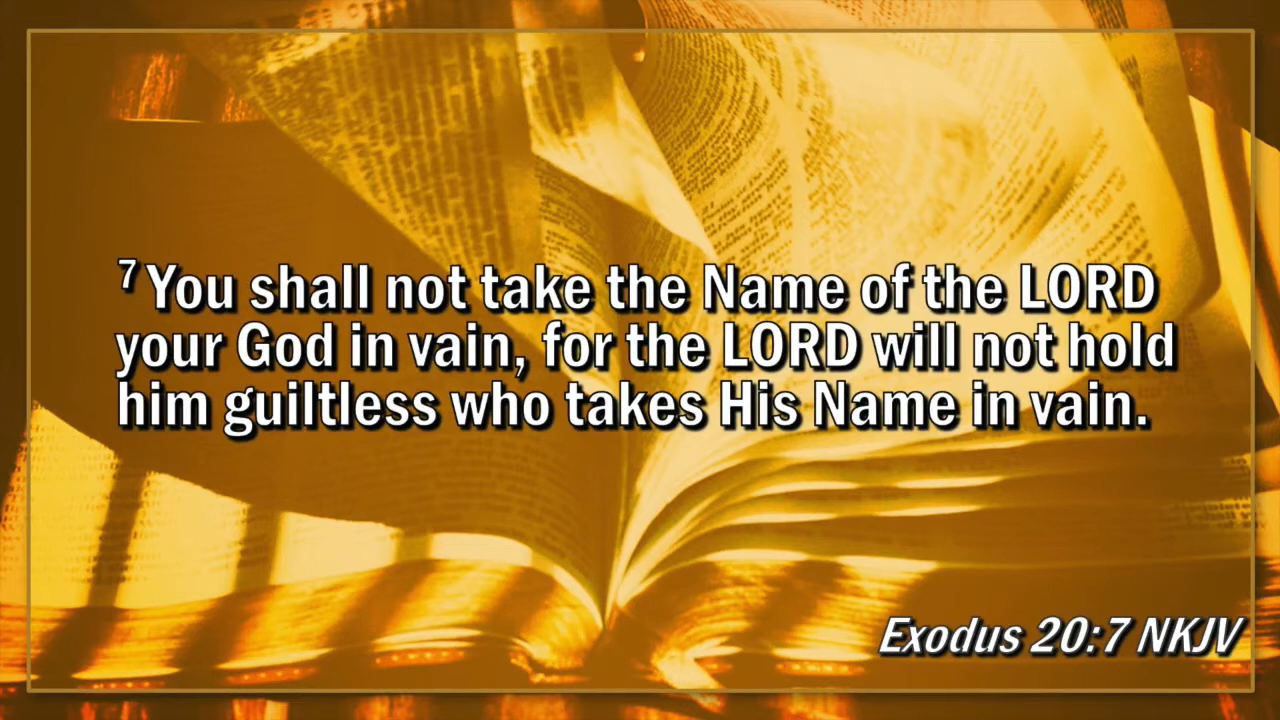 7 You shall not take the Name of the LORD
your God in vain, for the LORD will not hold
him guiltless who takes His Name in vain.
Exodus 20:7 NKJV